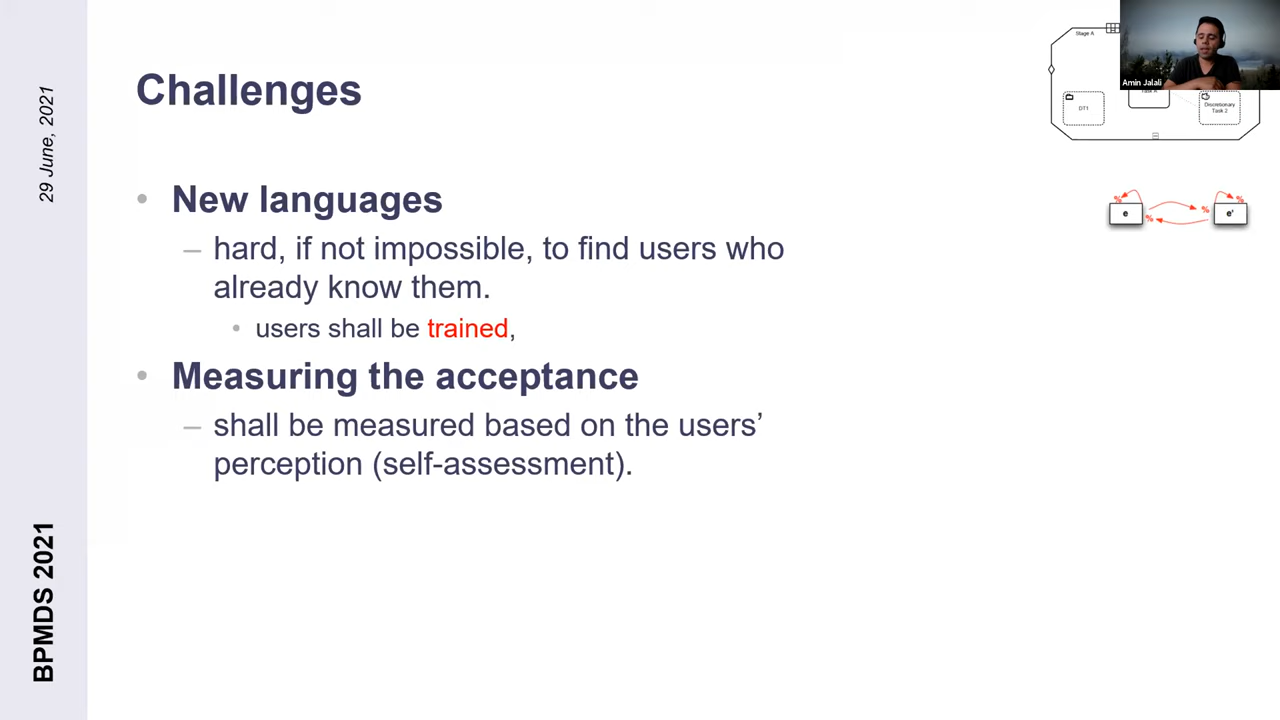 Challenges
• New languages
– hard, if not impossible, to find users who
already know them.
• users shall be trained,
• Measuring the acceptance
– shall be measured based on the users’
perception (self-assessment).
29 June, 2021
BPMDS 2021
Stage A
DT1
Discretionary
Task 2
Amin Jalali
% % % % %
e e'